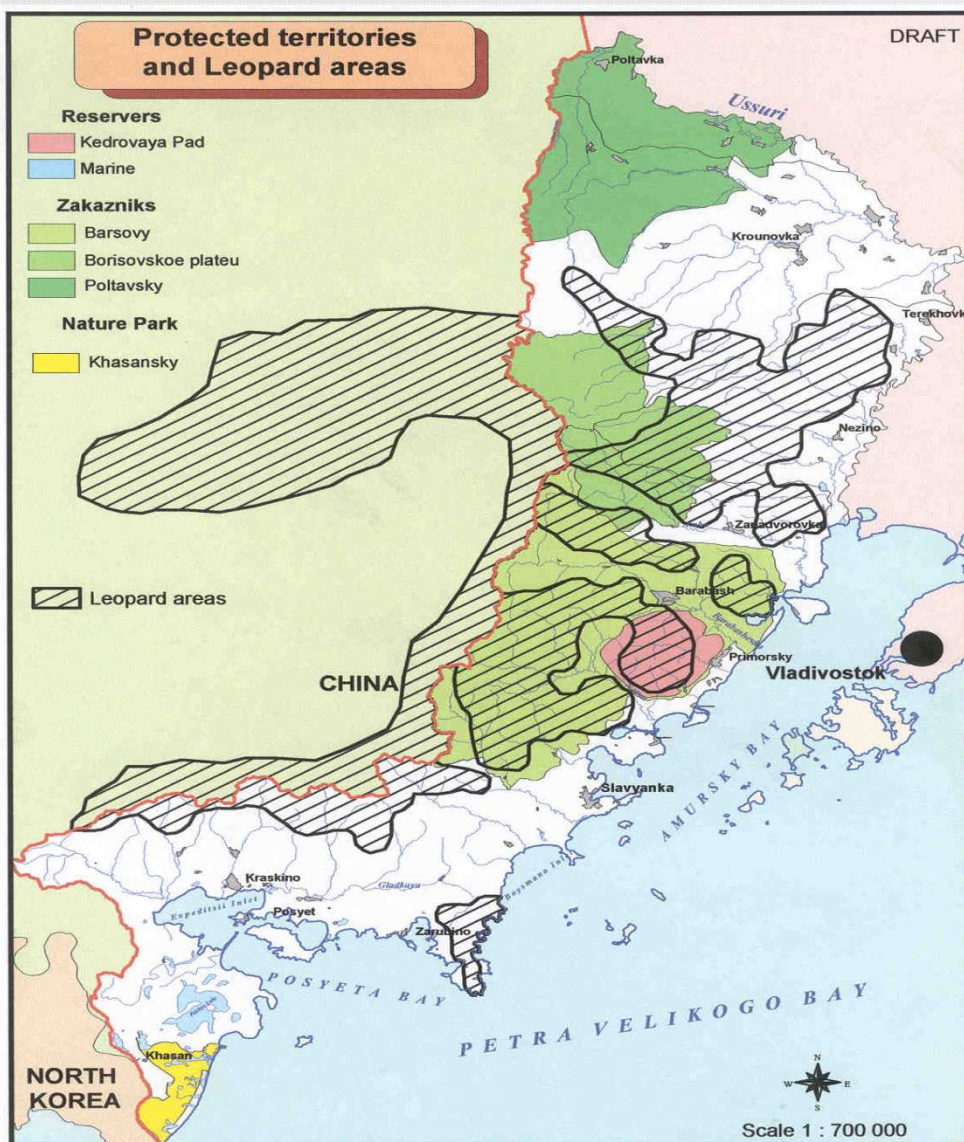 Protected territories
and Leopard areas
DRAFT
Reservers
Kedrovaya Pad
Marine
Zakazniks
Barsovy
Borisovskoe plateu
Poltavsky
Nature Park
Khasansky
Leopard areas
Poltavka
Ussuri
Krounovka
Terekhovk
Nezino
Zanadvorovka
Barabash
Primorsky
Vladivostok
CHINA
AMURSKY BAY
Slavyanka
Kraskino
Gladkaya
Expeditsii Inlet
Posyet
Zarubino
POSYETA BAY
PETRA VELIKOGO BAY
Khasan
NORTH
KOREA
N
W E
S
Scale 1 : 700 000